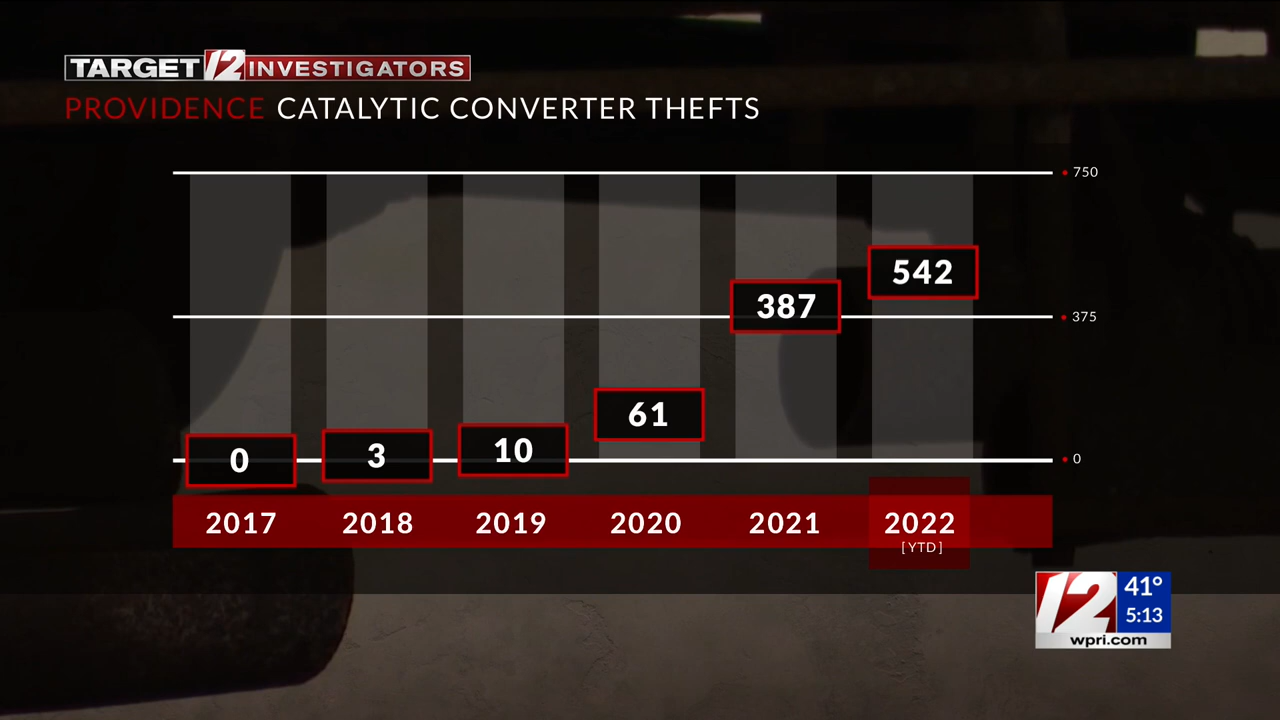 TARGET 12 INVESTIGATORS
PROVIDENCE CATALYTIC CONVERTER THEFTS
750
542
387
375
61
10
3
0
0
2017 2018 2019 2020 2021 2022
[YTD]
12 41°
5:13
wpri.com